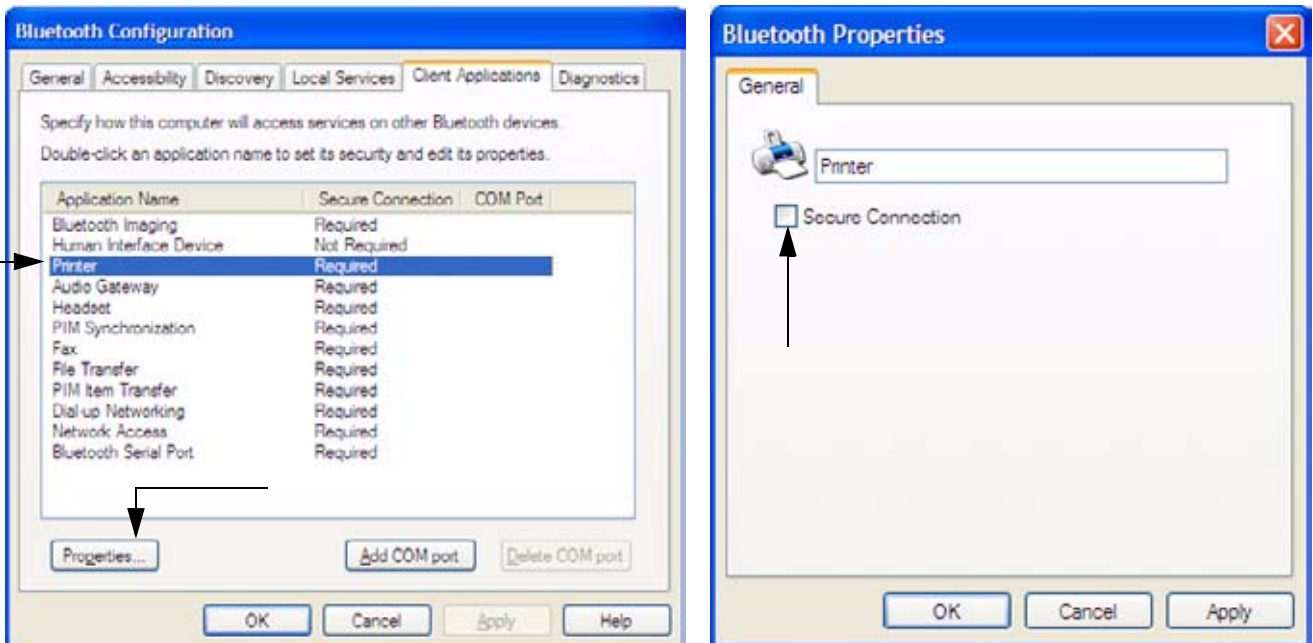 Bluetooth Configuration
General Accessibility Discovery Local Services Client Applications Diagnostics
Specify how this computer will access services on other Bluetooth devices.
Double-click an application name to set its security and edit its properties.
Application Name Secure Connection COM Port
Bluetooth Imaging Required
Human Interface Device Not Required
Printer Required
Audio Gateway Required
Headset Required
PIM Synchronization Required
Fax Required
File Transfer Required
PIM Item Transfer Required
Dial-up Networking Required
Network Access Required
Bluetooth Serial Port Required
Properties... Add COM port Delete COM port
OK Cancel Apply Help
Bluetooth Properties
General
Printer
Secure Connection
OK Cancel Apply